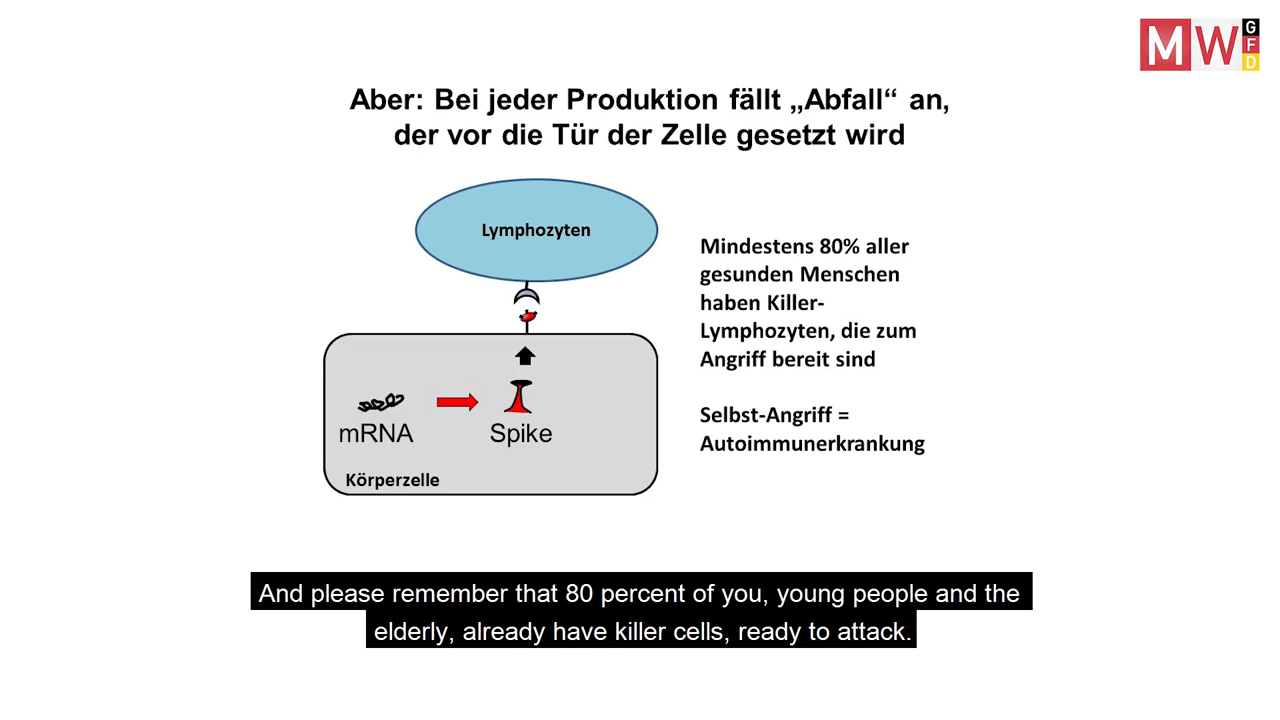 MW
GFD
Aber: Bei jeder Produktion fällt „Abfall“ an,
der vor die Tür der Zelle gesetzt wird
Lymphozyten
Mindestens 80% aller
gesunden Menschen
haben Killer-
Lymphozyten, die zum
Angriff bereit sind
Selbst-Angriff =
Autoimmunerkrankung
mRNA
Spike
Körperzelle
And please remember that 80 percent of you, young people and the
elderly, already have killer cells, ready to attack.